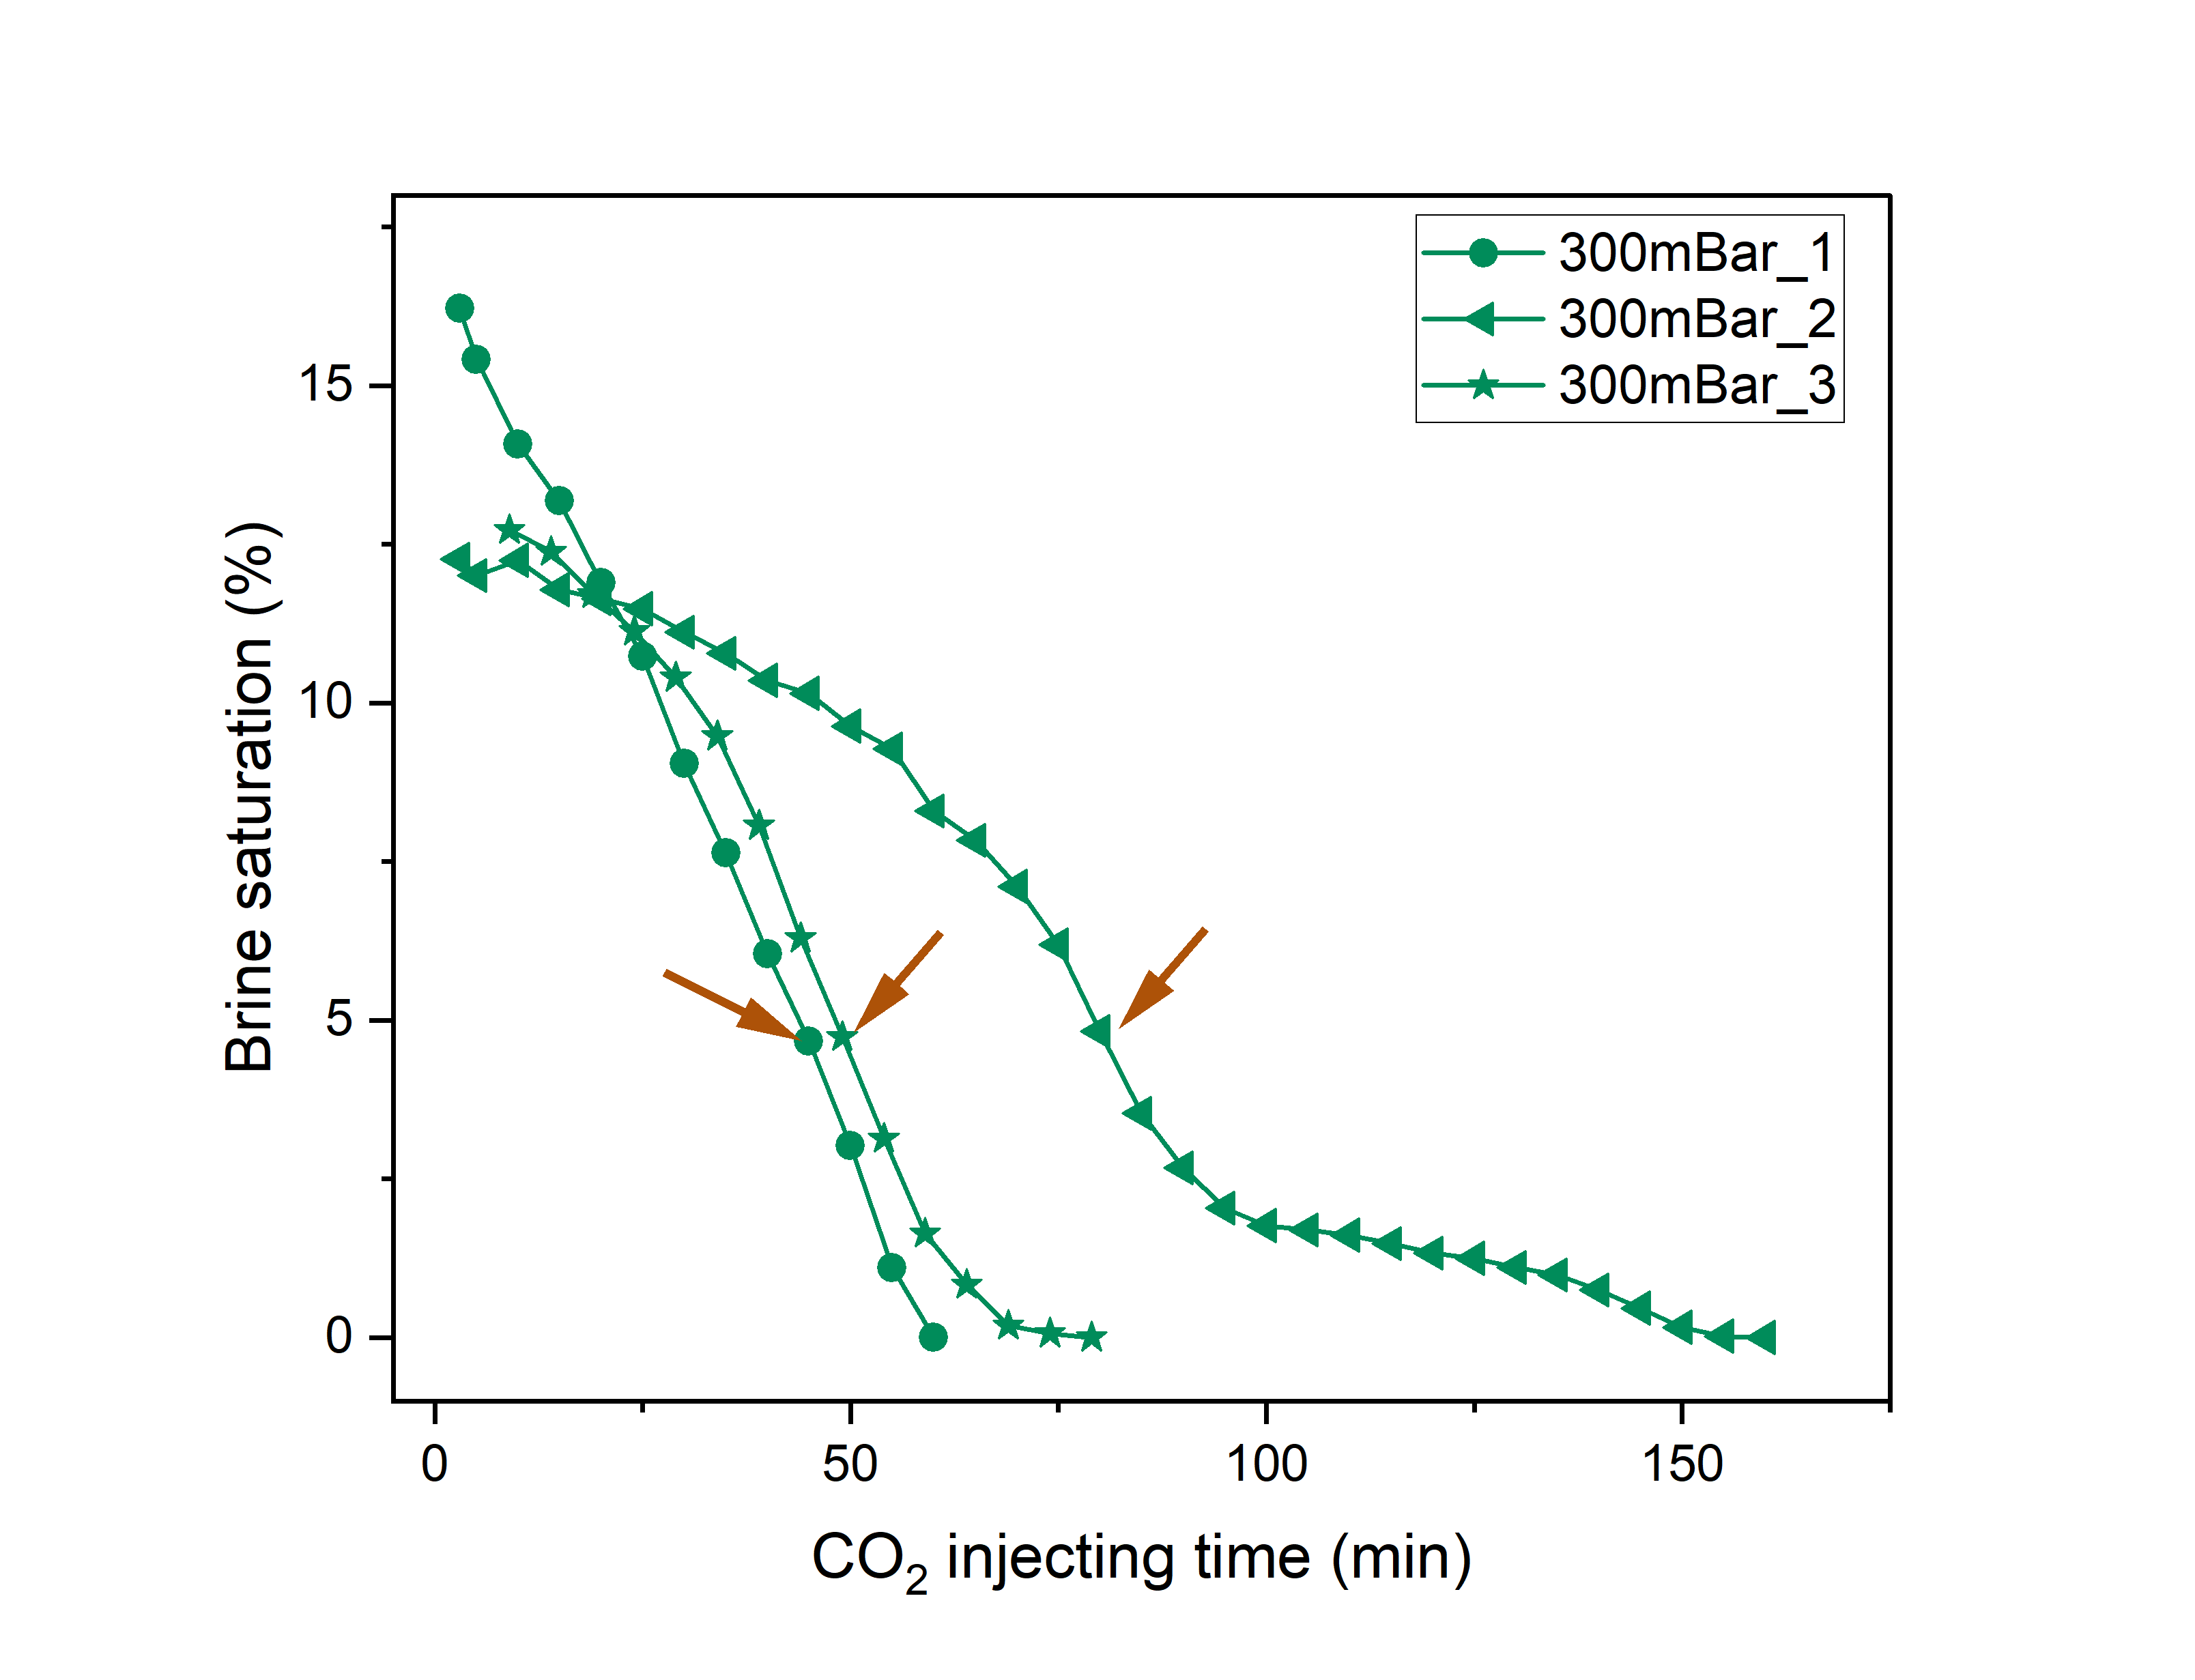 300mBar_1
300mBar_2
300mBar_3
15
10
5
0
Brine saturation (%)
0 50 100 150
CO₂ injecting time (min)